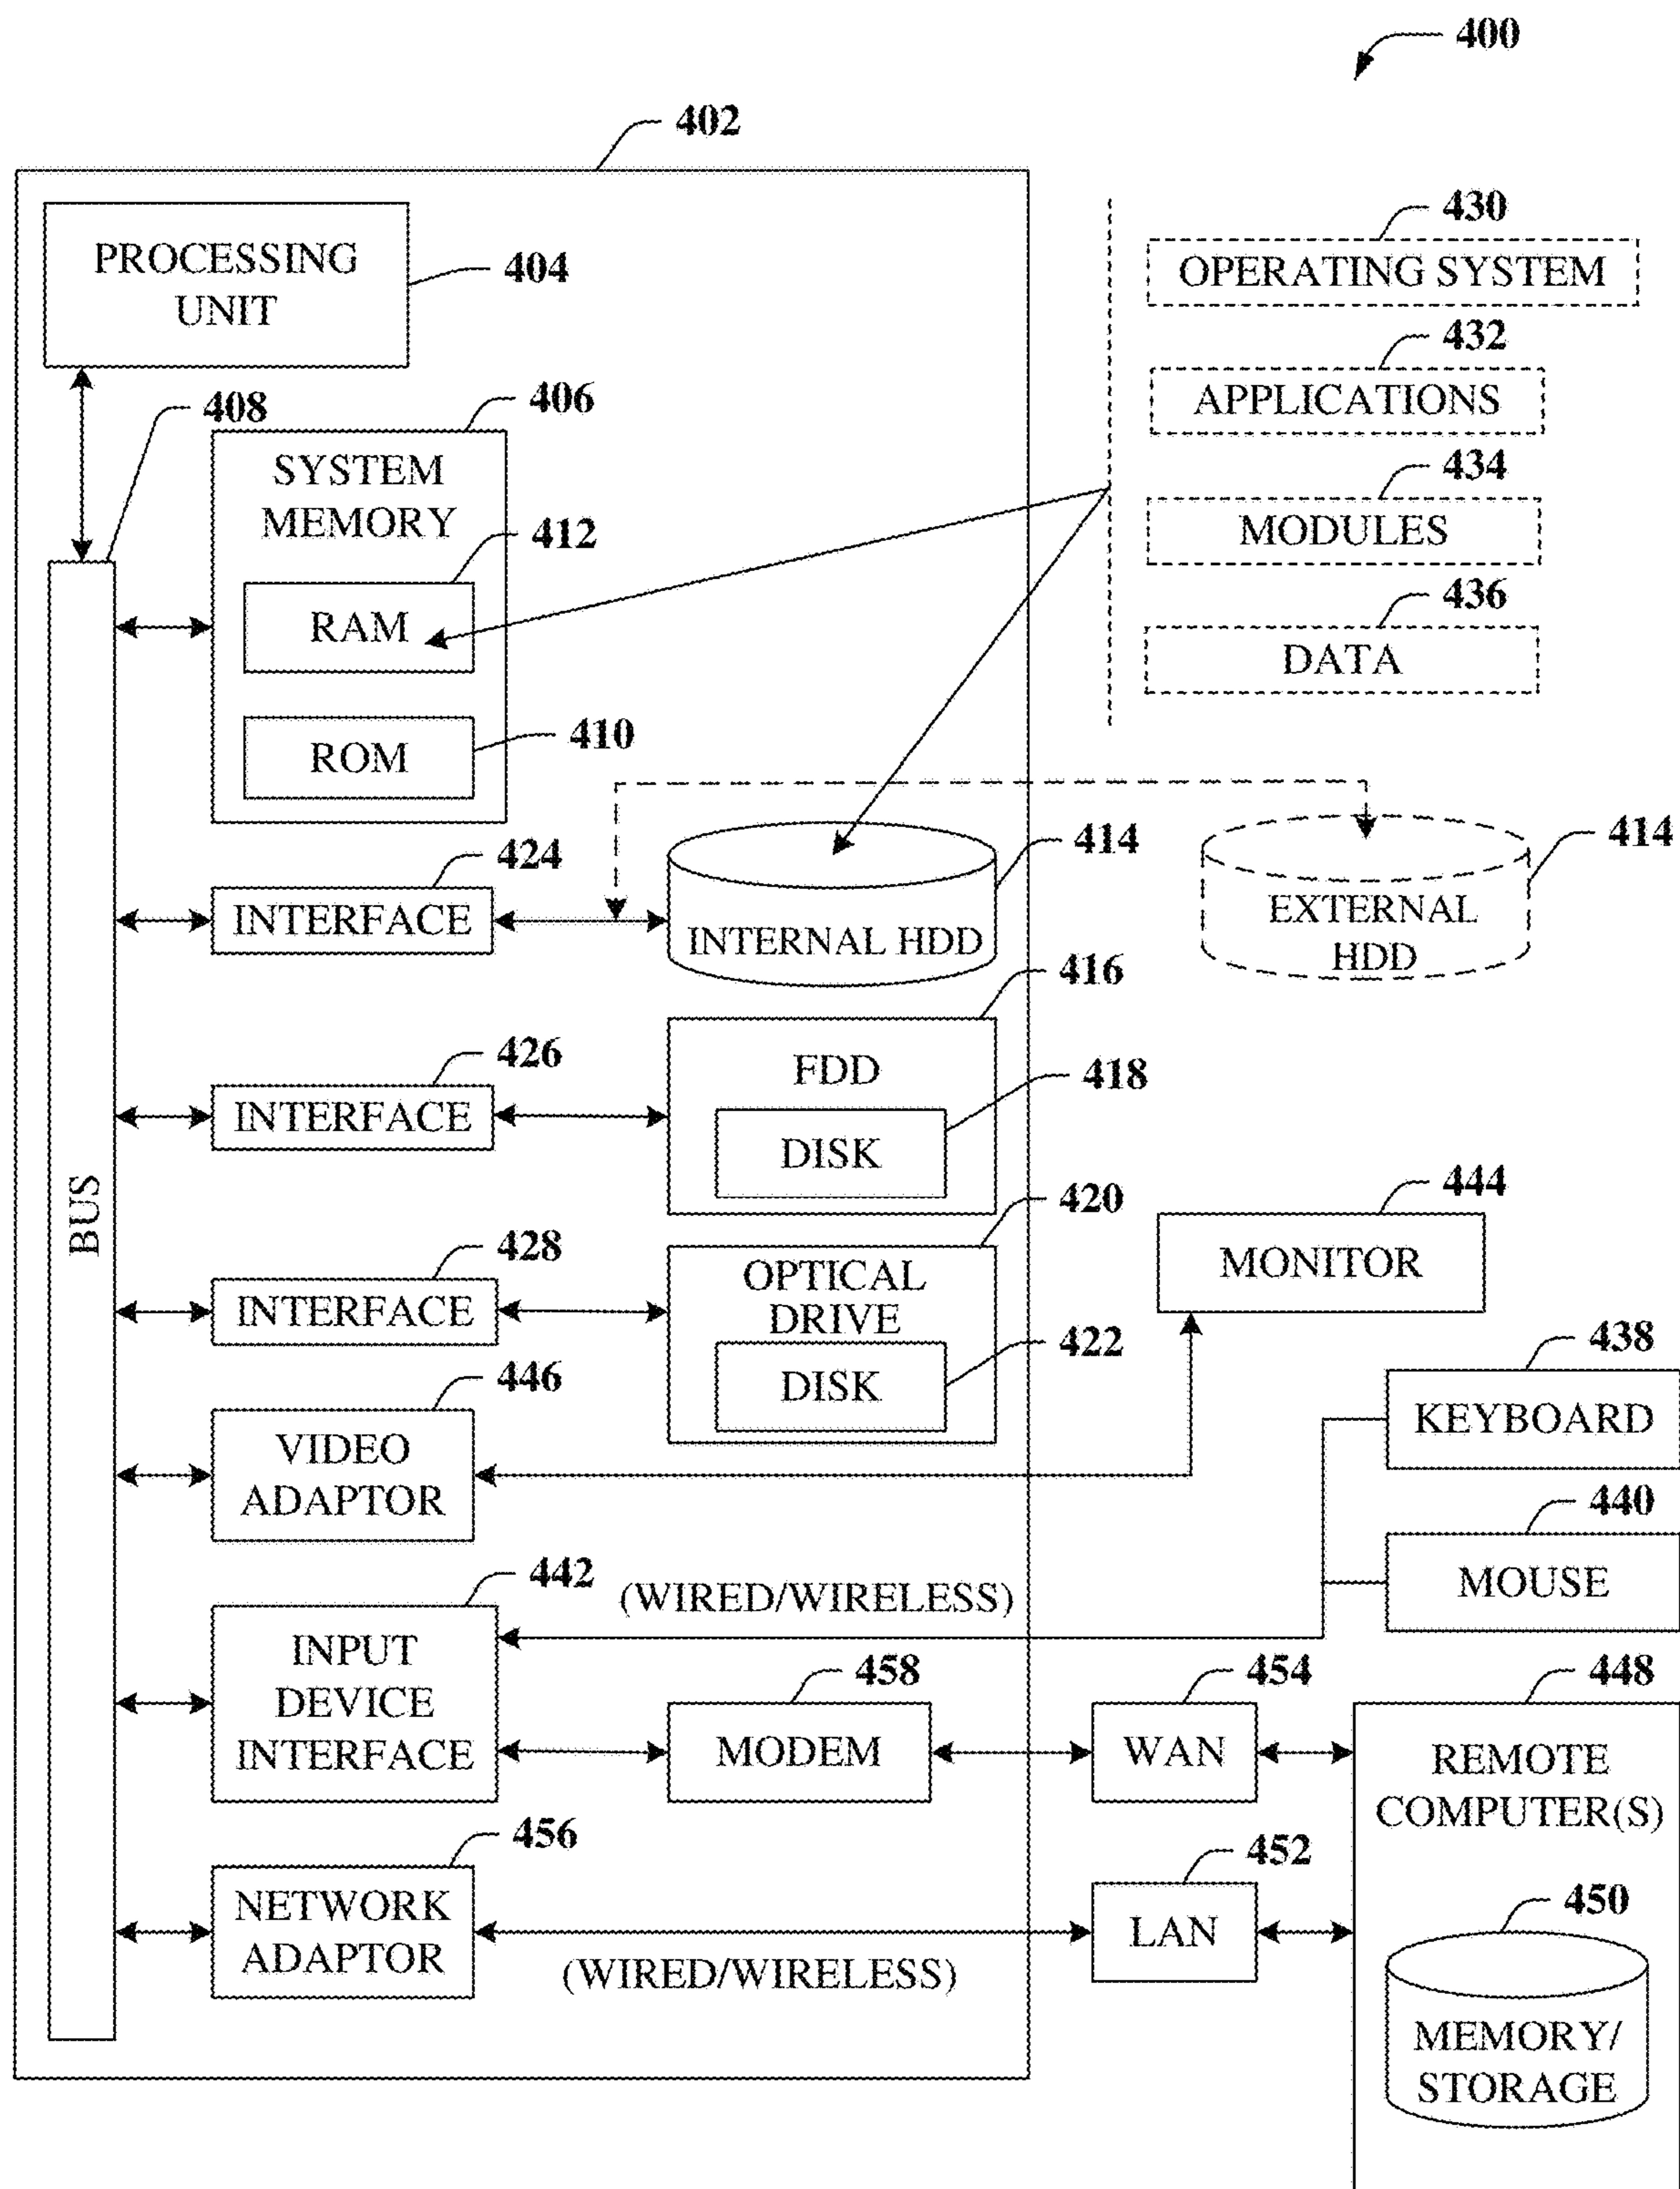 400
402
PROCESSING
UNIT
404
430
OPERATING SYSTEM
432
APPLICATIONS
434
MODULES
436
DATA
408
406
SYSTEM
MEMORY
412
RAM
410
ROM
BUS
424
INTERFACE
414
INTERNAL HDD
414
EXTERNAL
HDD
426
INTERFACE
416
FDD
418
DISK
428
INTERFACE
420
OPTICAL
DRIVE
422
DISK
444
MONITOR
446
VIDEO
ADAPTOR
438
KEYBOARD
440
MOUSE
442
INPUT
DEVICE
INTERFACE
(WIRED/WIRELESS)
458
MODEM
454
WAN
448
REMOTE
COMPUTER(S)
456
NETWORK
ADAPTOR
(WIRED/WIRELESS)
452
LAN
450
MEMORY/
STORAGE